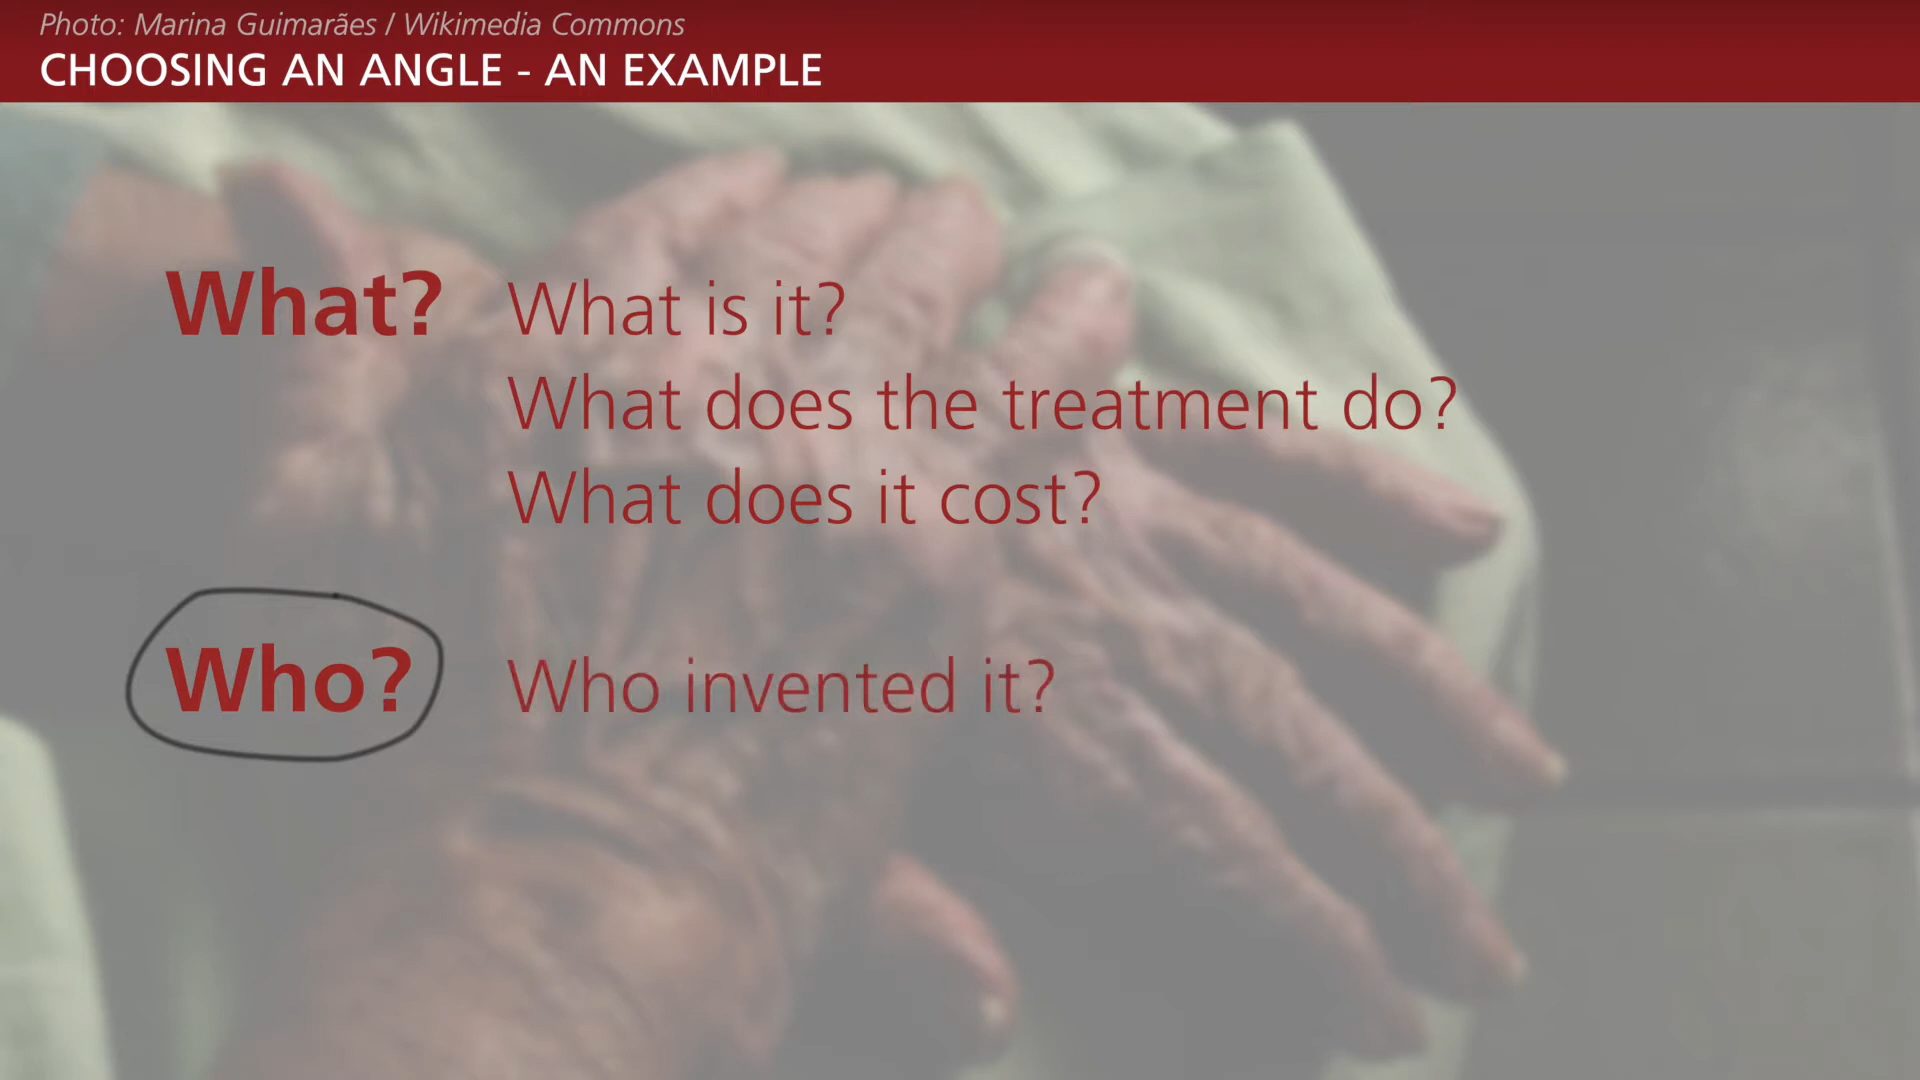 Photo: Marina Guimarães / Wikimedia Commons
CHOOSING AN ANGLE - AN EXAMPLE
What? What is it?
What does the treatment do?
What does it cost?
Who? Who invented it?